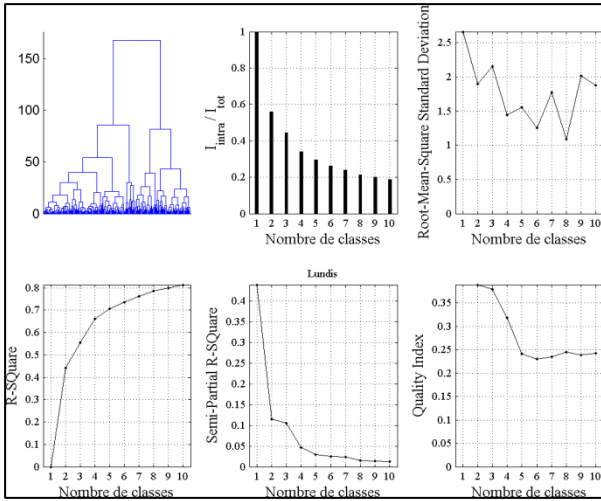 150
100
50
0
I_intra / I_tot
1
0.8
0.6
0.4
0.2
0
1 2 3 4 5 6 7 8 9 10
Nombre de classes
Root-Mean-Square Standard Deviation
2.5
2
1.5
1
0.5
0
1 2 3 4 5 6 7 8 9 10
Nombre de classes
R-SQuare
0.8
0.7
0.6
0.5
0.4
0.3
0.2
0.1
0
1 2 3 4 5 6 7 8 9 10
Nombre de classes
Lundis
Semi-Partial R-SQuare
0.4
0.35
0.3
0.25
0.2
0.15
0.1
0.05
0
1 2 3 4 5 6 7 8 9 10
Nombre de classes
Quality Index
0.35
0.3
0.25
0.2
0.15
0.1
0.05
0
1 2 3 4 5 6 7 8 9 10
Nombre de classes